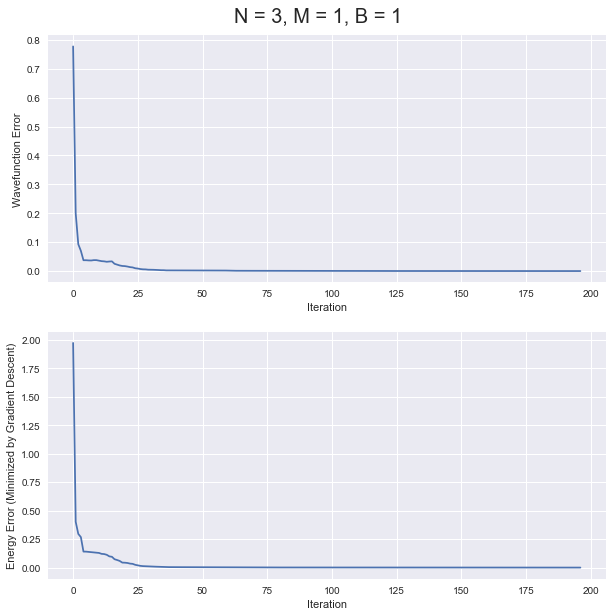 N = 3, M = 1, B = 1
0.8
0.7
0.6
0.5
0.4
0.3
0.2
0.1
0.0
Wavefunction Error
0 25 50 75 100 125 150 175 200
Iteration
2.00
1.75
1.50
1.25
1.00
0.75
0.50
0.25
0.00
Energy Error (Minimized by Gradient Descent)
0 25 50 75 100 125 150 175 200
Iteration